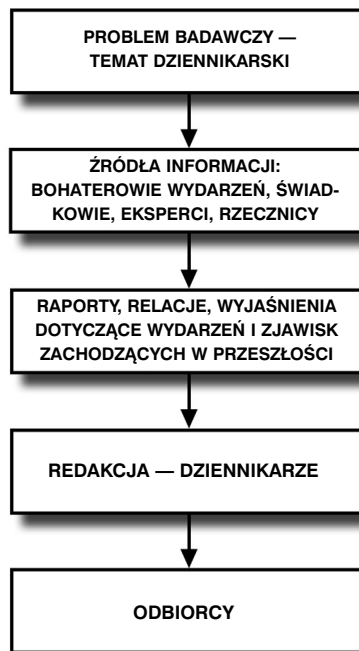 PROBLEM BADAWCZY —
TEMAT DZIENNIKARSKI
ŹRÓDŁA INFORMACJI:
BOHATEROWIE WYDARZEŃ, ŚWIAD-
KOWIE, EKSPERCI, RZECZNICY
RAPORTY, RELACJE, WYJAŚNIENIA
DOTYCZĄCE WYDARZEŃ I ZJAWISK
ZACHODZĄCYCH W PRZESZŁOŚCI
REDAKCJA — DZIENNIKARZE
ODBIORCY